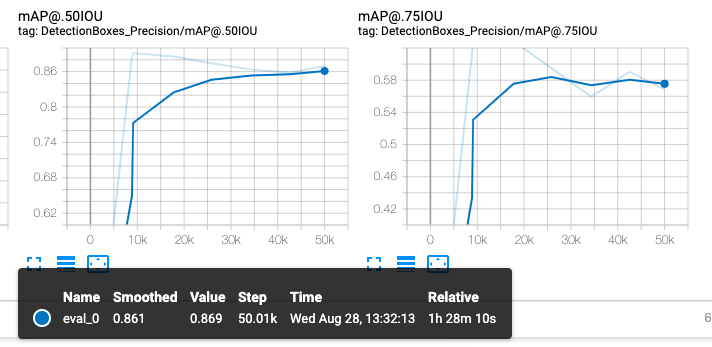 mAP@.50IOU
tag: DetectionBoxes_Precision/mAP@.50IOU
0.86
0.8
0.74
0.68
0.62
0 10k 20k 30k 40k 50k
mAP@.75IOU
tag: DetectionBoxes_Precision/mAP@.75IOU
0.58
0.54
0.5
0.46
0.42
0 10k 20k 30k 40k 50k
Name Smoothed Value Step Time Relative
eval_0 0.861 0.869 50.01k Wed Aug 28, 13:32:13 1h 28m 10s
6